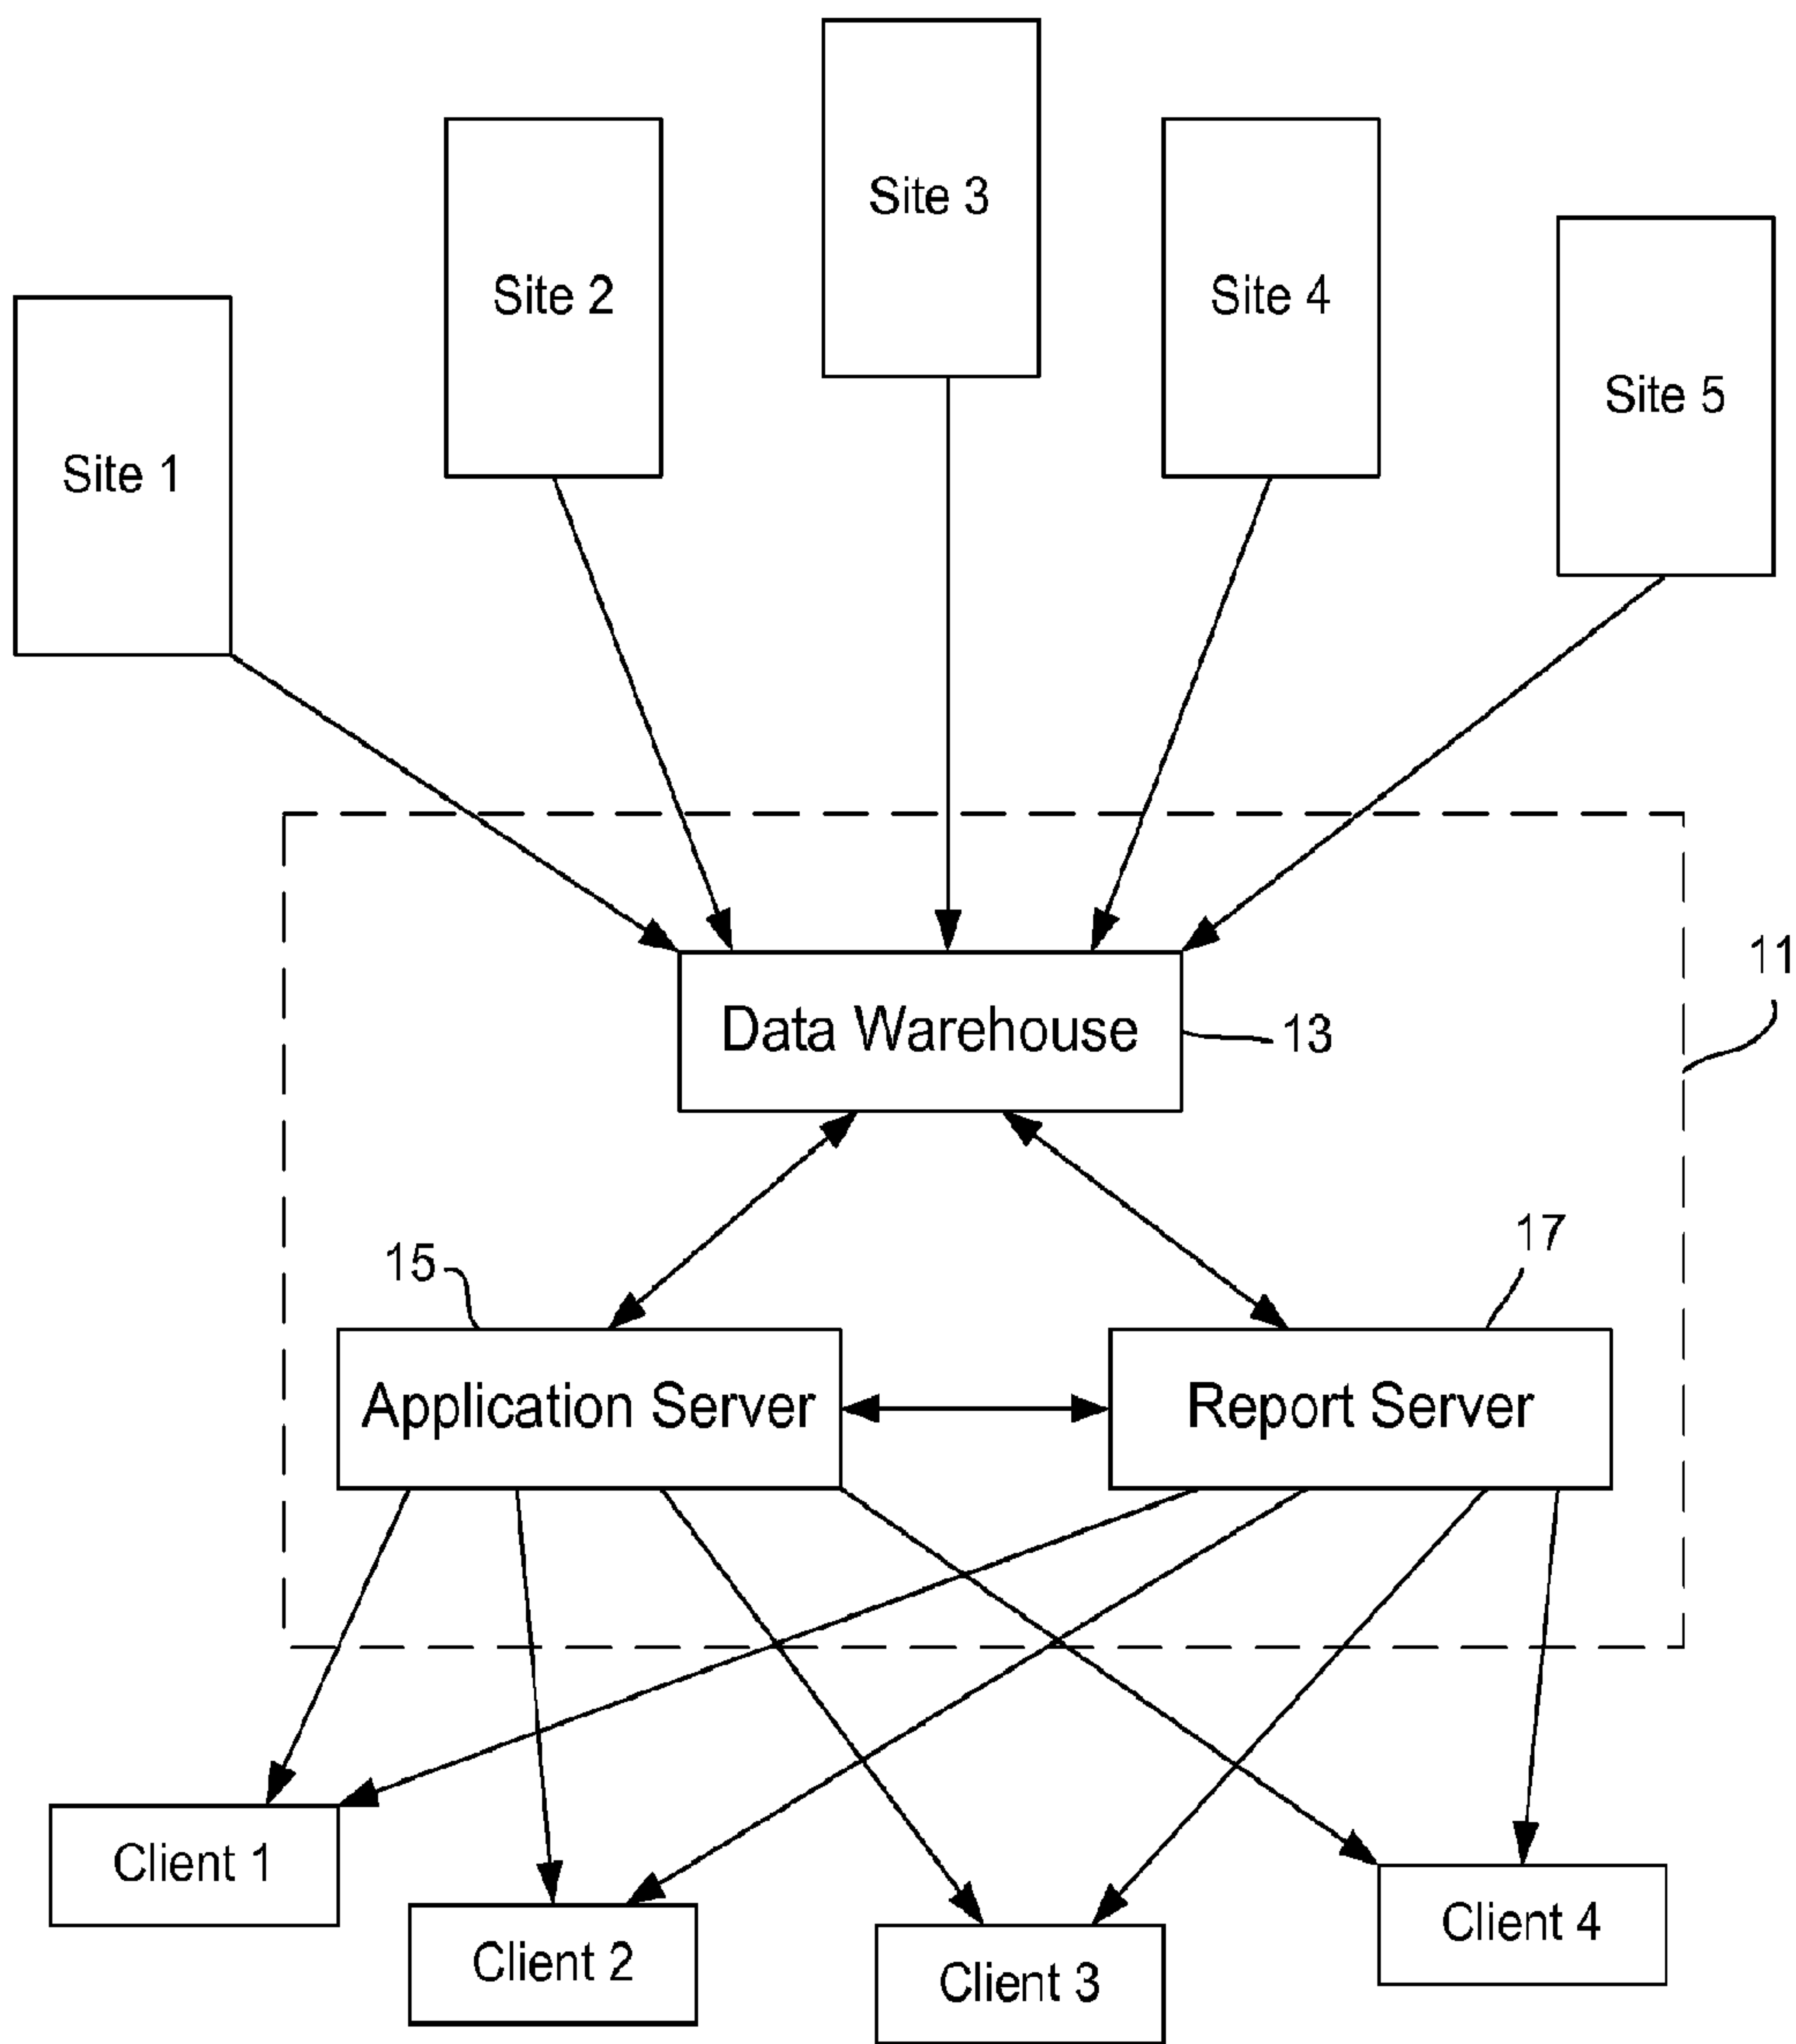 Site 3
Site 2
Site 4
Site 5
Site 1
11
Data Warehouse
13
17
15
Application Server
Report Server
Client 1
Client 4
Client 2
Client 3